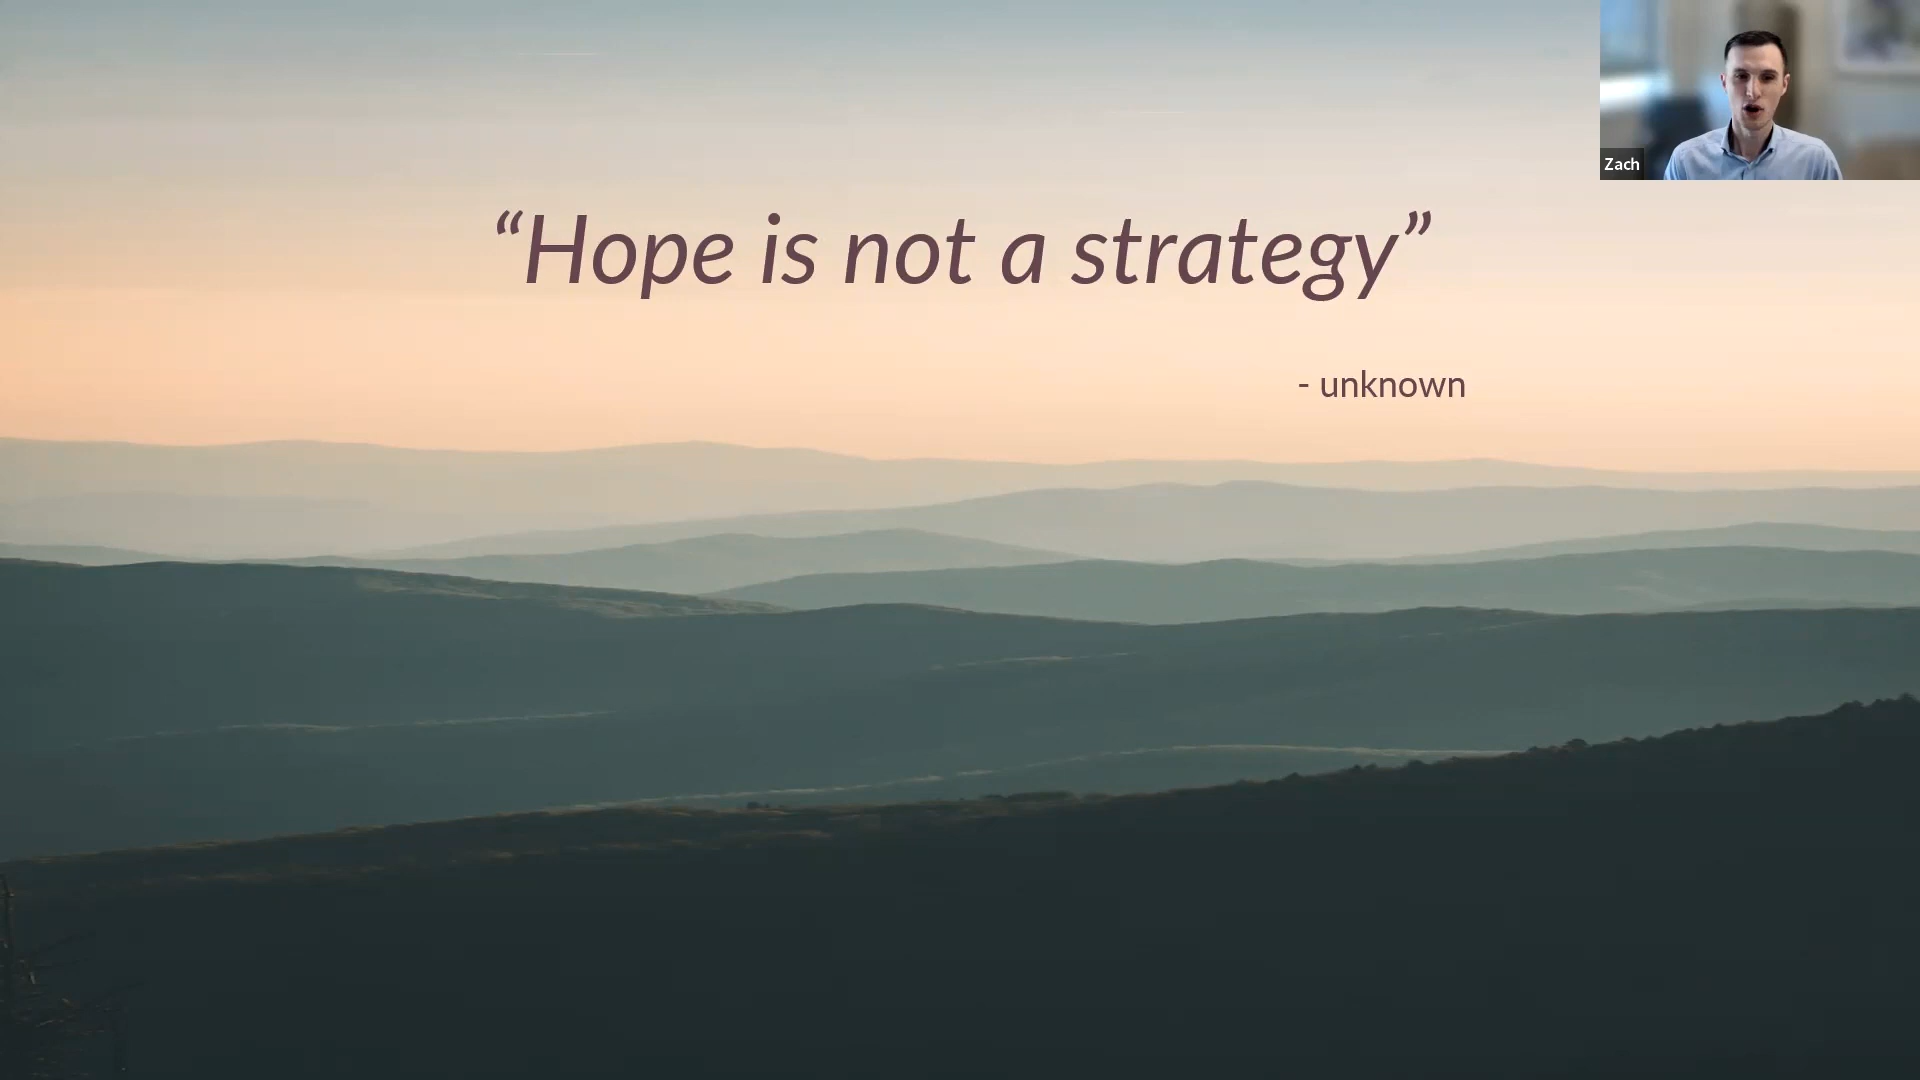 “Hope is not a strategy”
- unknown
Zach